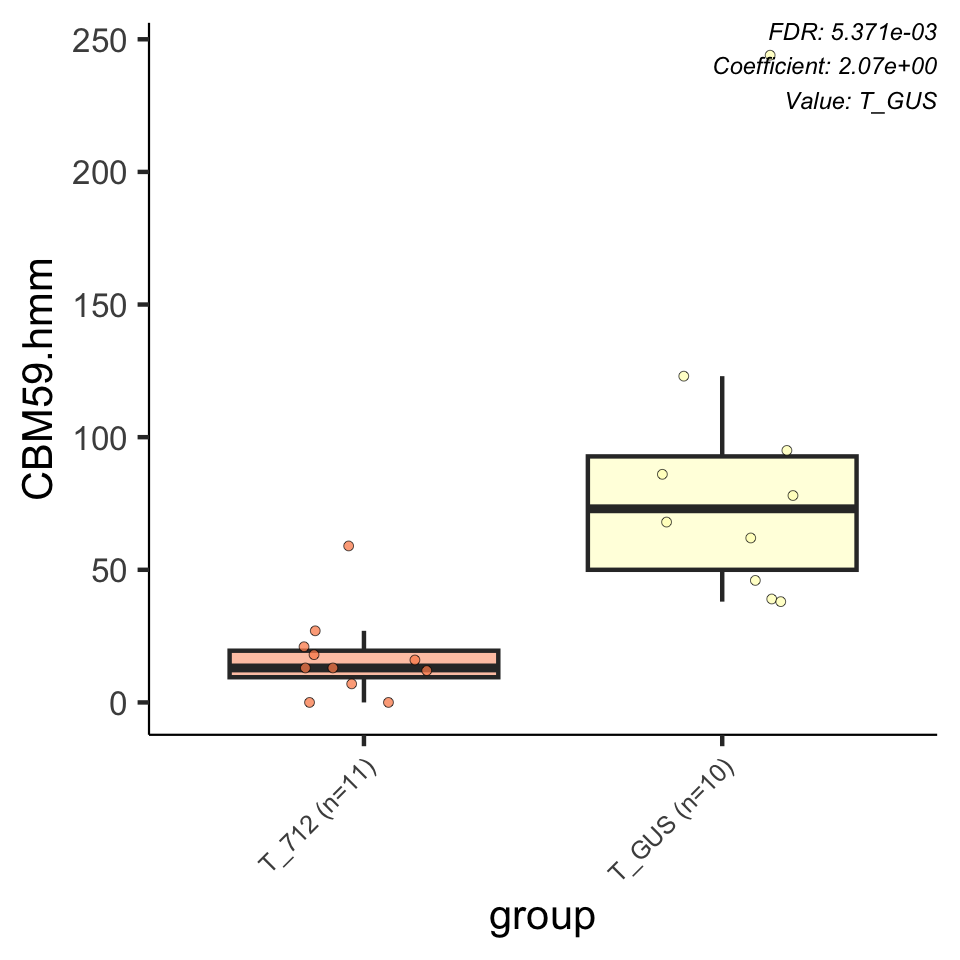 FDR: 5.371e-03
Coefficient: 2.07e+00
Value: T_GUS
250
200
150
100
50
0
CBM59.hmm
T_712 (n=11)
T_GUS (n=10)
group